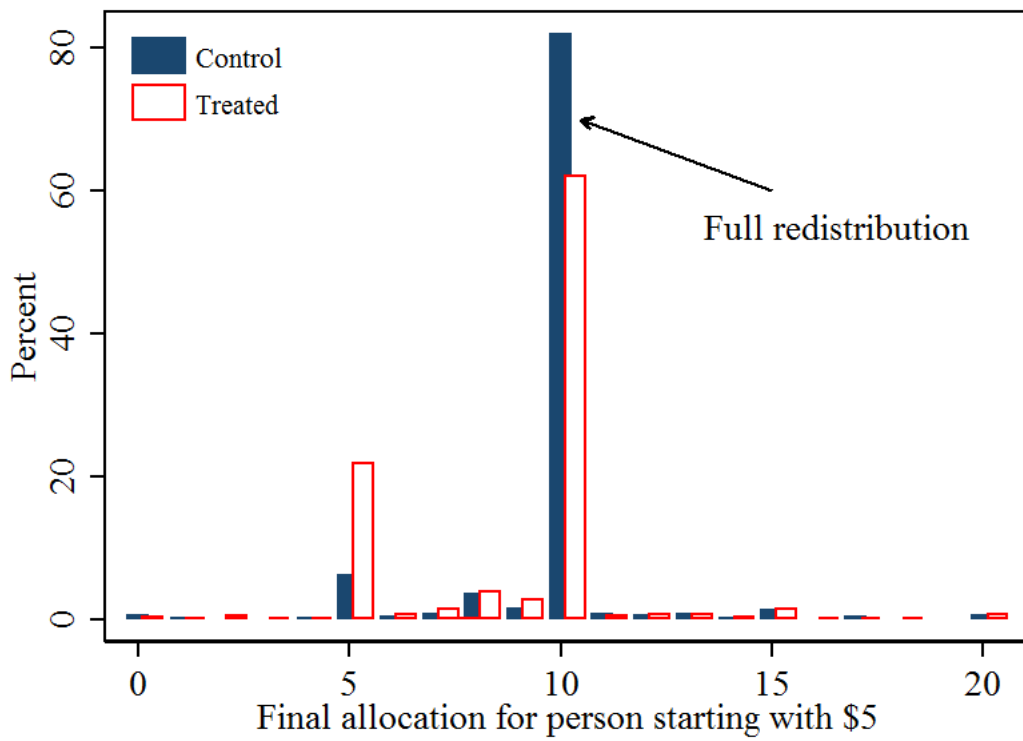 Control
Treated
Full redistribution
Percent
80
60
40
20
0
0 5 10 15 20
Final allocation for person starting with $5